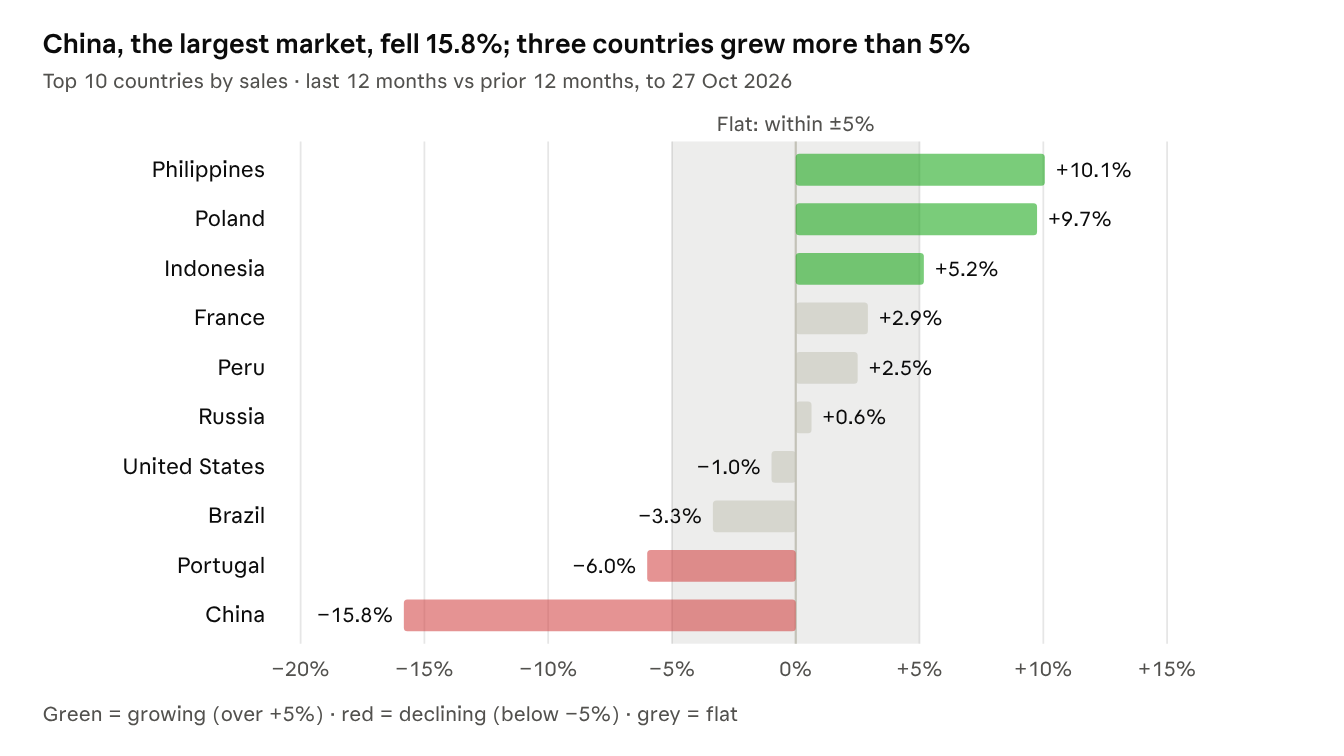 China, the largest market, fell 15.8%; three countries grew more than 5%
Top 10 countries by sales · last 12 months vs prior 12 months, to 27 Oct 2026
Flat: within ±5%
Philippines +10.1%
Poland +9.7%
Indonesia +5.2%
France +2.9%
Peru +2.5%
Russia +0.6%
United States −1.0%
Brazil −3.3%
Portugal −6.0%
China −15.8%
−20% −15% −10% −5% 0% +5% +10% +15%
Green = growing (over +5%) · red = declining (below −5%) · grey = flat